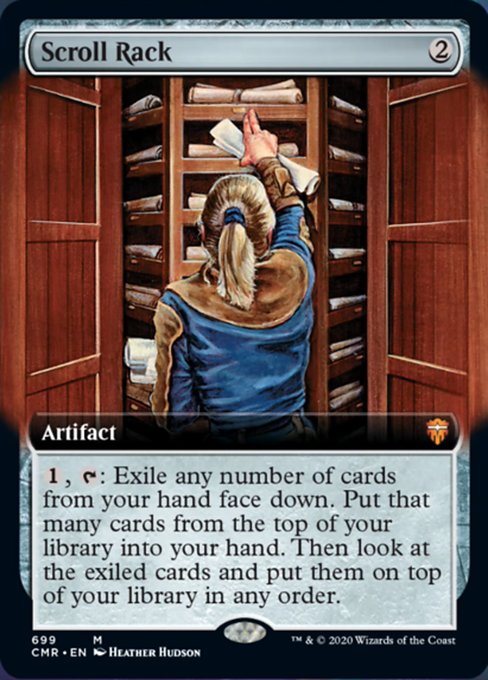 Scroll Rack 2
Artifact
1, : Exile any number of cards
from your hand face down. Put that
many cards from the top of your
library into your hand. Then look at
the exiled cards and put them on top
of your library in any order.
699 M
CMR • EN Heather Hudson
™ & © 2020 Wizards of the Coast